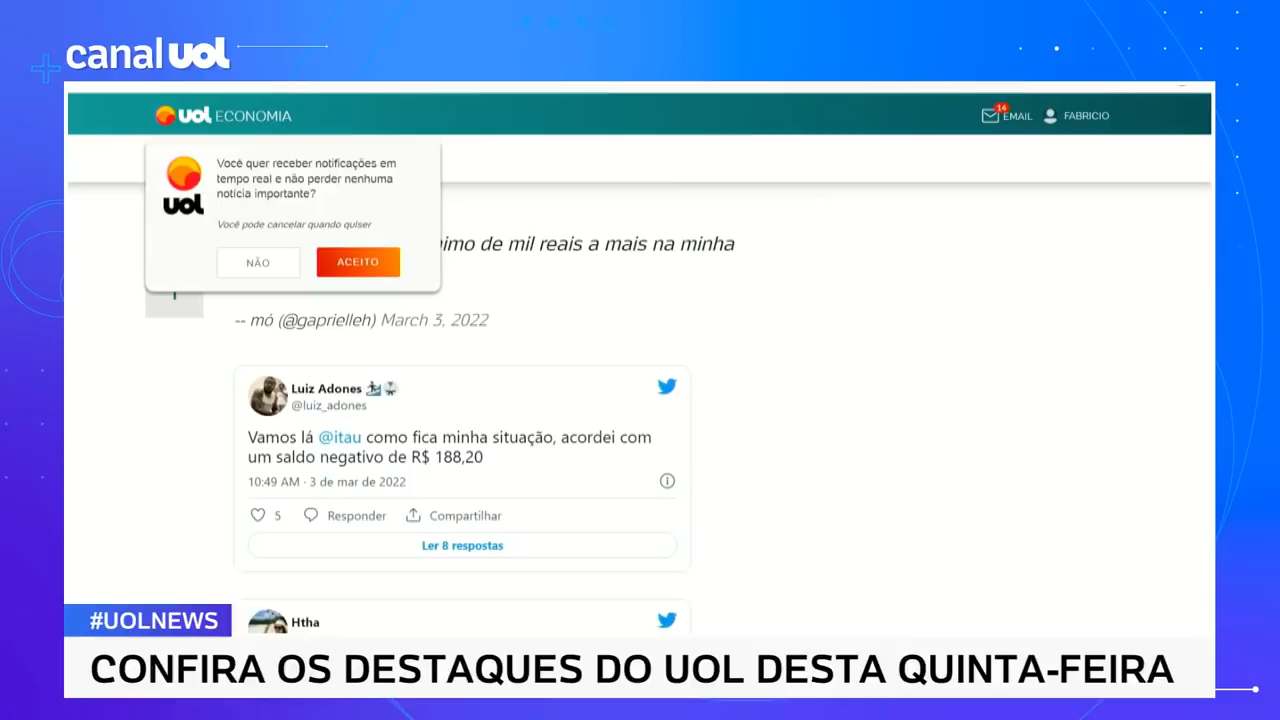 canal uol
uol ECONOMIA
14
EMAIL
FABRICIO
Você quer receber notificações em
tempo real e não perder nenhuma
notícia importante?
uol
Você pode cancelar quando quiser
NÃO
ACEITO
de mil reais a mais na minha
-- mó (@gaprielleh) March 3, 2022
Luiz Adones
@luiz_adones
Vamos lá @itau como fica minha situação, acordei com
um saldo negativo de R$ 188,20
10:49 AM · 3 de mar de 2022
5
Responder
Compartilhar
Ler 8 respostas
Htha
#UOLNEWS
CONFIRA OS DESTAQUES DO UOL DESTA QUINTA-FEIRA